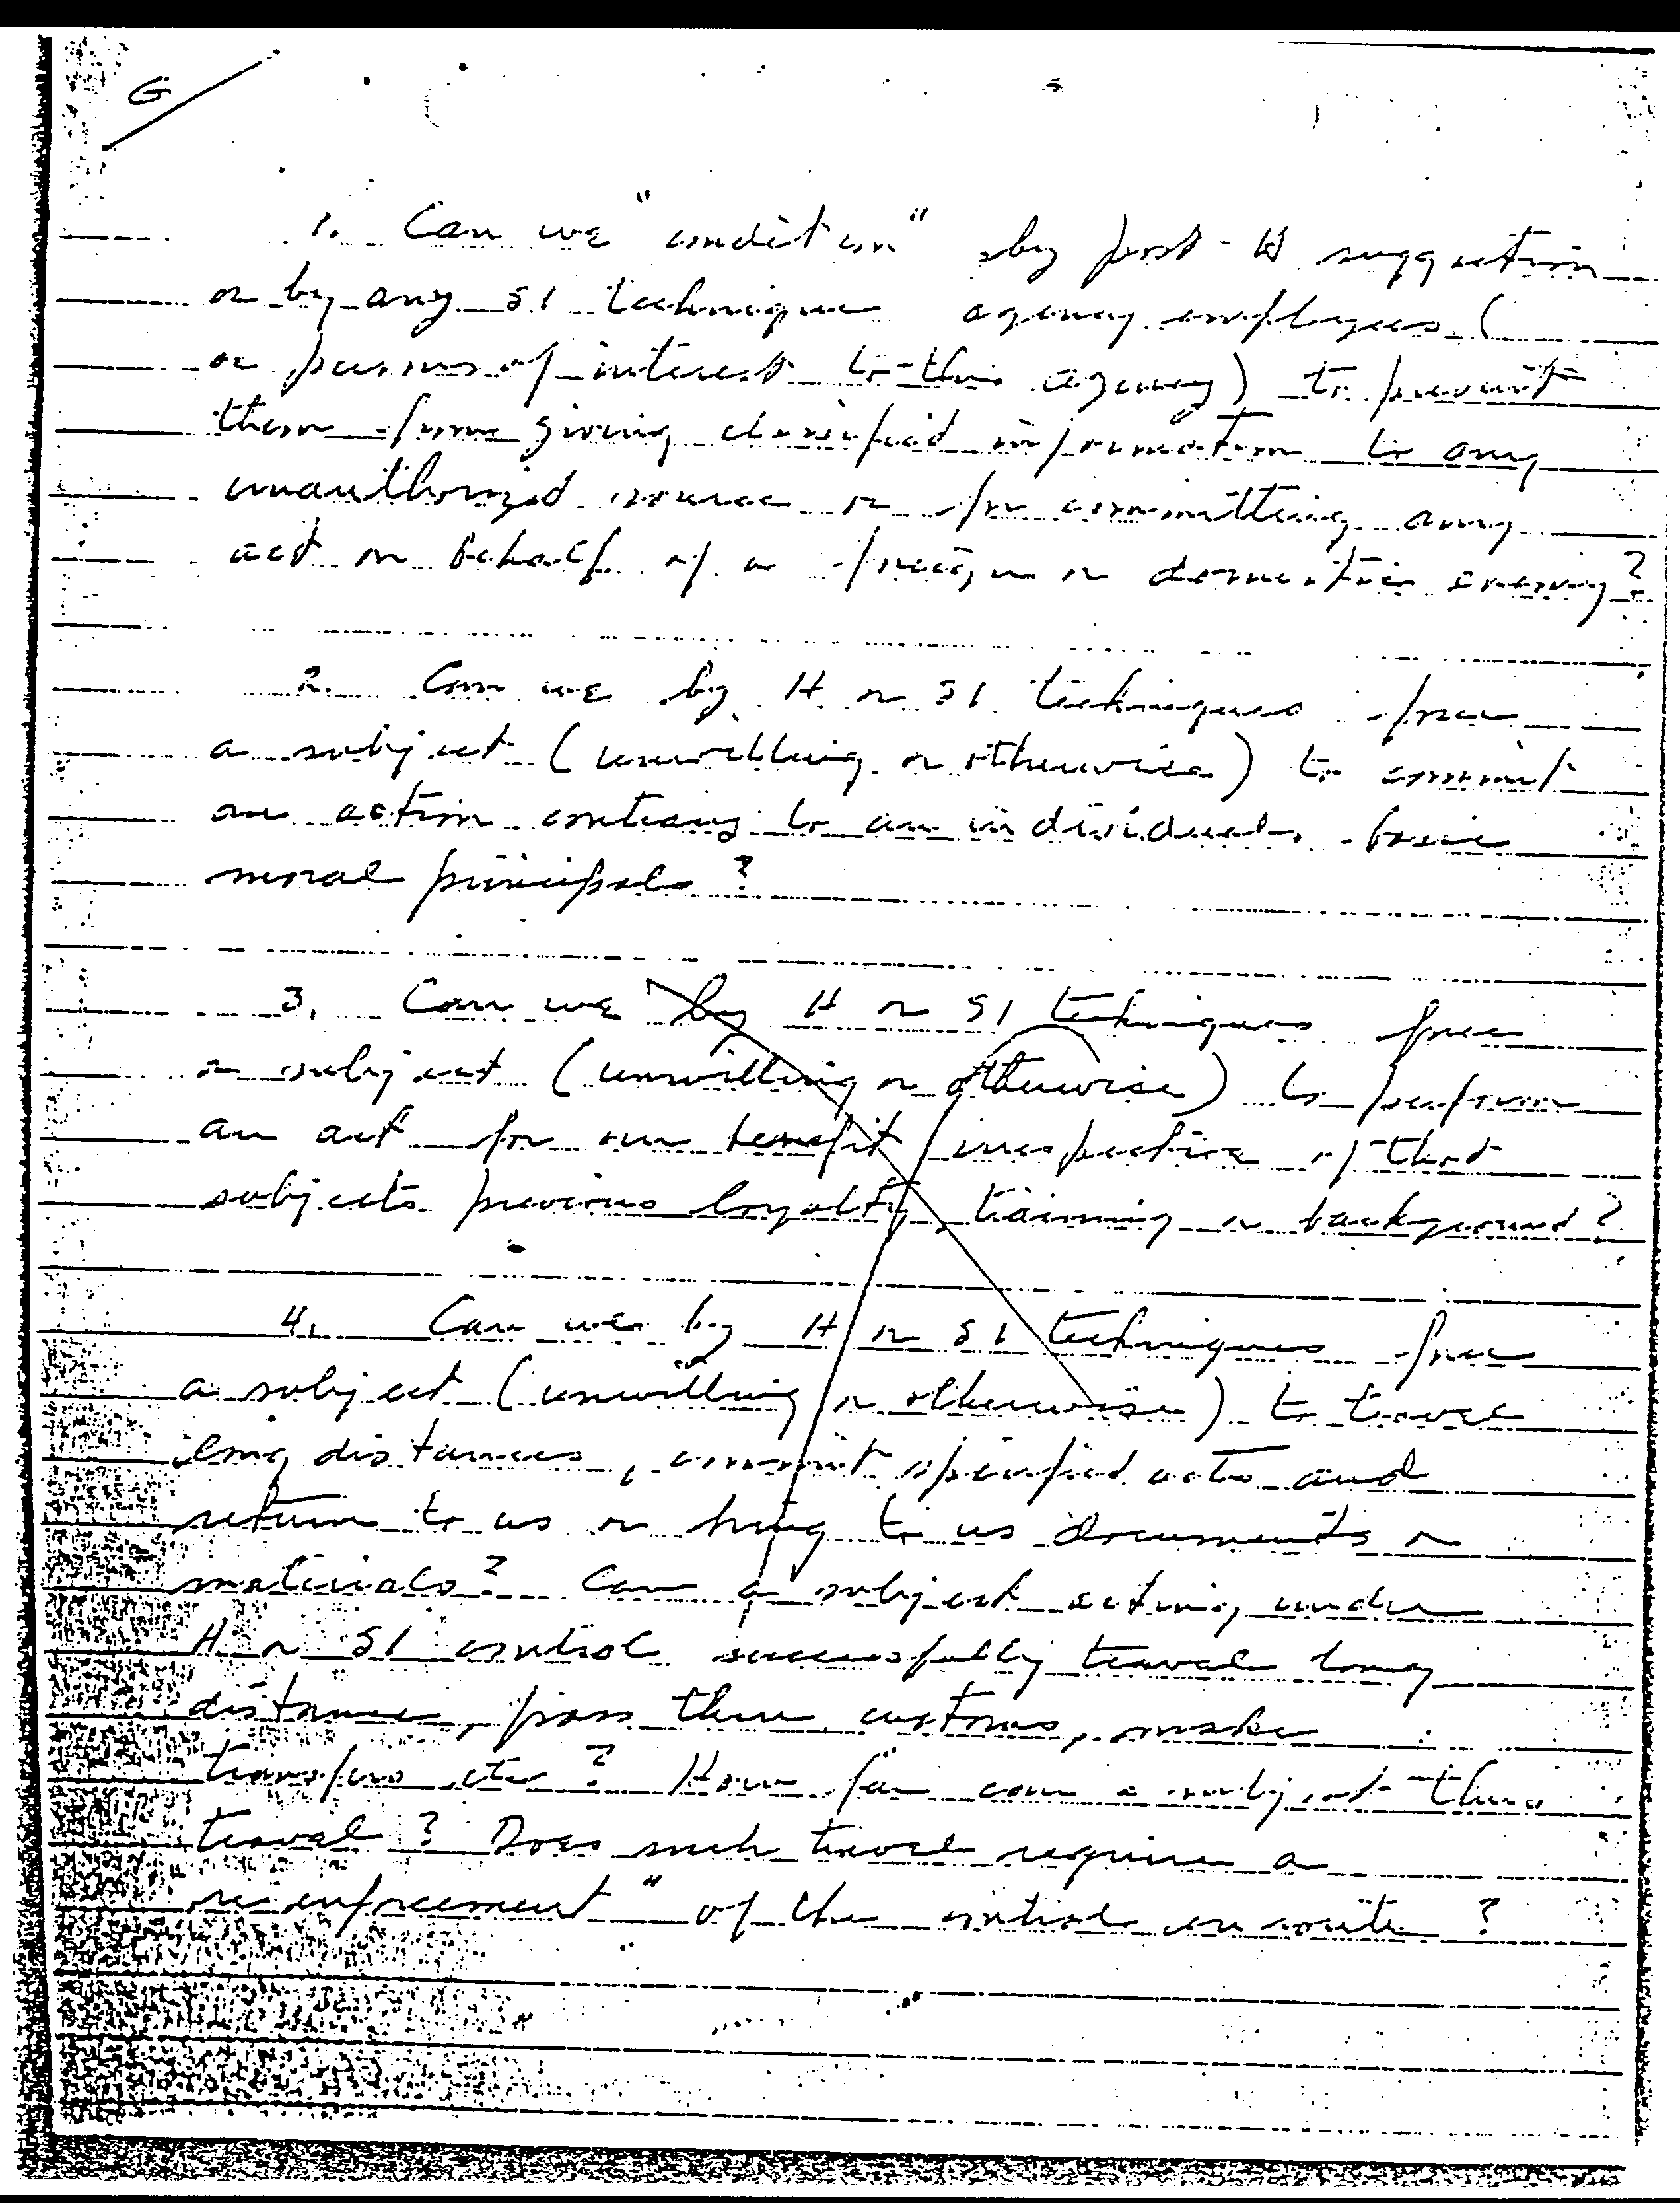 G
1. Can we "condition" by post-H suggestion
or by any SI technique agency employees (
or persons of interest to this agency) to prevent
them from giving classified information to any
unauthorized source or for committing any
act on behalf of a foreign or domestic enemy?
2. Can we by H or SI techniques force
a subject (unwilling or otherwise) to commit
an action contrary to an individuals basic
moral principals?
3. Can we by H or SI tekniques force
a subject (unwilling or otherwise) to perform
an act for our benefit irrespective of that
subjects previous loyalty, training or background?
4. Can we by H or SI techniques force
a subject (unwilling or otherwise) to travel
long distances, commit specified acts and
return to us or bring to us documents or
materials? Can a subject acting under
H or SI control successfully travel long
distance, pass thru customs, make
transfers etc? How far can a subject thus
travel? Does such travel require a
re enforcement" of the control en route?